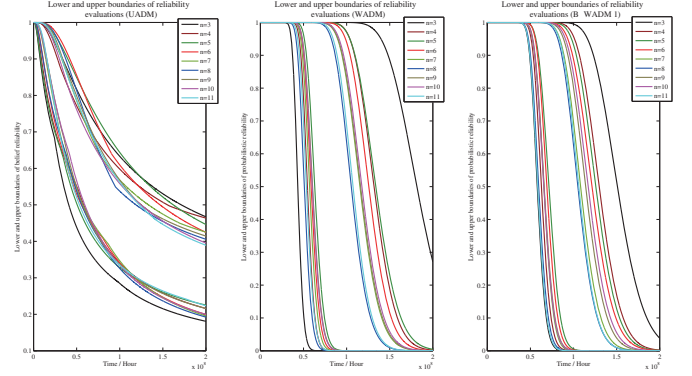 Lower and upper boundaries of reliability
evaluations (UADM)
Lower and upper boundaries of belief reliability
1
0.9
0.8
0.7
0.6
0.5
0.4
0.3
0.2
0.1
0
0.5
1
1.5
2
x 10⁴
Time / Hour
n=3
n=4
n=5
n=6
n=7
n=8
n=9
n=10
n=11
Lower and upper boundaries of reliability
evaluations (WADM)
Lower and upper boundaries of probabilistic reliability
1
0.9
0.8
0.7
0.6
0.5
0.4
0.3
0.2
0.1
0
0
0.5
1
1.5
2
x 10⁴
Time / Hour
n=3
n=4
n=5
n=6
n=7
n=8
n=9
n=10
n=11
Lower and upper boundaries of reliability
evaluations (B WADM 1)
Lower and upper boundaries of probabilistic reliability
1
0.9
0.8
0.7
0.6
0.5
0.4
0.3
0.2
0.1
0
0
0.5
1
1.5
2
x 10⁴
Time / Hour
n=3
n=4
n=5
n=6
n=7
n=8
n=9
n=10
n=11